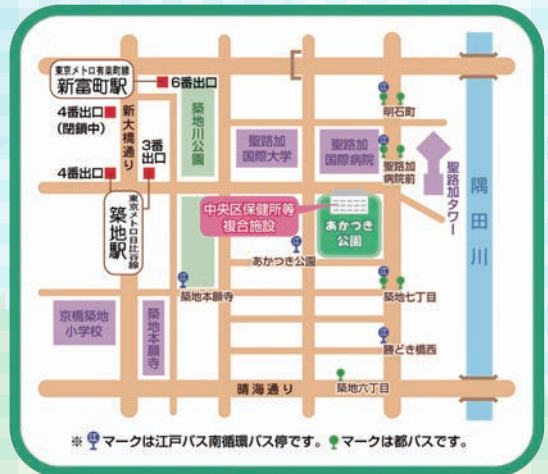 東京メトロ有楽町線
新富町駅
6番出口
4番出口
(閉鎖中)
新大橋通り
3番
出口
4番出口
東京メトロ日比谷線
築地駅
築地川公園
聖路加
国際大学
聖路加
国際病院
江
明石町
江
聖路加
病院前
聖路加タワー
隅田川
中央区保健所等
複合施設
あかつき
公園
江
あかつき公園
江
築地本願寺
江
築地七丁目
京橋築地
小学校
築地本願寺
江
勝どき橋西
晴海通り
築地六丁目
※ 江 マークは江戸バス南循環バス停です。 マークは都バスです。